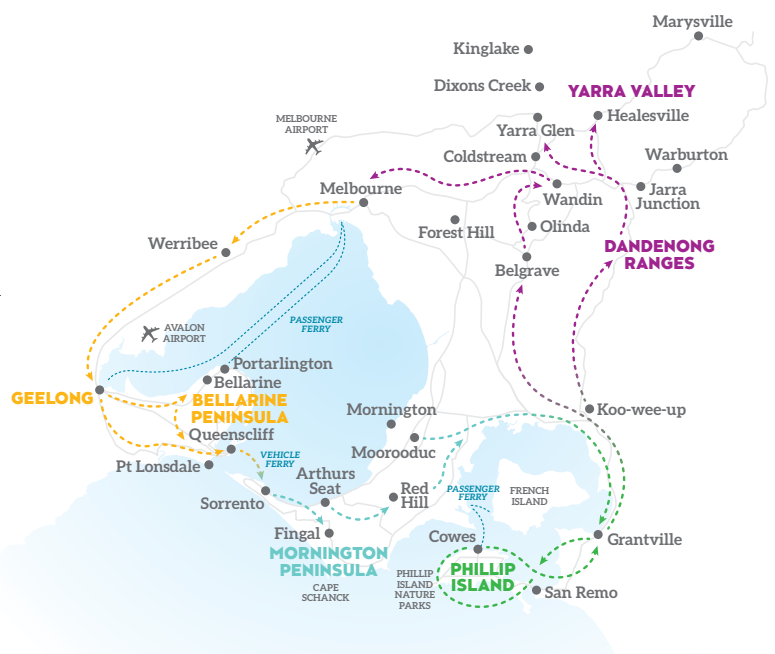 Marysville
Kinglake
Dixons Creek
YARRA VALLEY
Healesville
MELBOURNE
AIRPORT
Yarra Glen
Coldstream
Warburton
Melbourne
Wandin
Jarra
Junction
Forest Hill
Olinda
Werribee
DANDENONG
RANGES
Belgrave
PASSENGER
FERRY
AVALON
AIRPORT
Portarlington
Bellarine
GEELONG
BELLARINE
PENINSULA
Mornington
Koo-wee-up
Queenscliff
Moorooduc
Pt Lonsdale
VEHICLE
FERRY
Arthurs
Seat
Sorrento
Red
Hill
PASSENGER
FERRY
FRENCH
ISLAND
Fingal
Cowes
Grantville
MORNINGTON
PENINSULA
CAPE
SCHANCK
PHILLIP
ISLAND
NATURE
PARKS
PHILLIP
ISLAND
San Remo